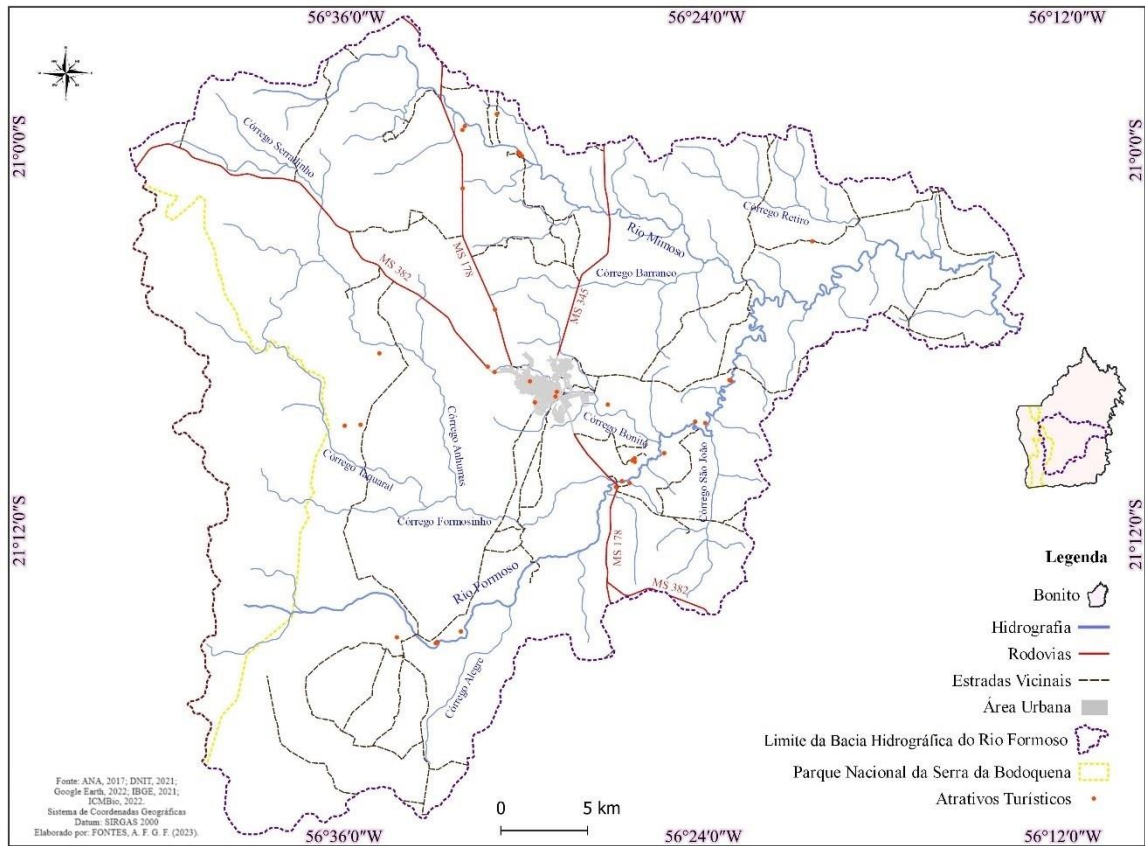 56°36'0"W
56°24'0"W
56°12'0"W
21°0'0"S
21°0'0"S
Córrego Serradinho
Córrego Retiro
Rio Mimoso
MS 178
MS 382
Córrego Barranco
MS 345
Córrego Anhumas
Córrego Bonito
Córrego Taquaral
Córrego São João
Córrego Formosinho
21°12'0"S
21°12'0"S
MS 178
Rio Formoso
MS 382
Córrego Alegre
Legenda
Bonito
Hidrografia
Rodovias
Estradas Vicinais
Área Urbana
Limite da Bacia Hidrográfica do Rio Formoso
Parque Nacional da Serra da Bodoquena
Atrativos Turísticos
Fonte: ANA, 2017; DNIT, 2021;
Google Earth, 2022; IBGE, 2021;
ICMBio, 2022.
Sistema de Coordenadas Geográficas
Datum: SIRGAS 2000
Elaborado por: FONTES, A. F. G. F. (2023).
0 5 km
56°36'0"W
56°24'0"W
56°12'0"W